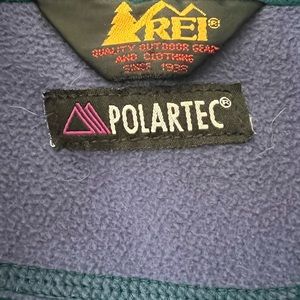 REI®
QUALITY OUTDOOR GEAR
AND CLOTHING
SINCE 1938
POLARTEC®